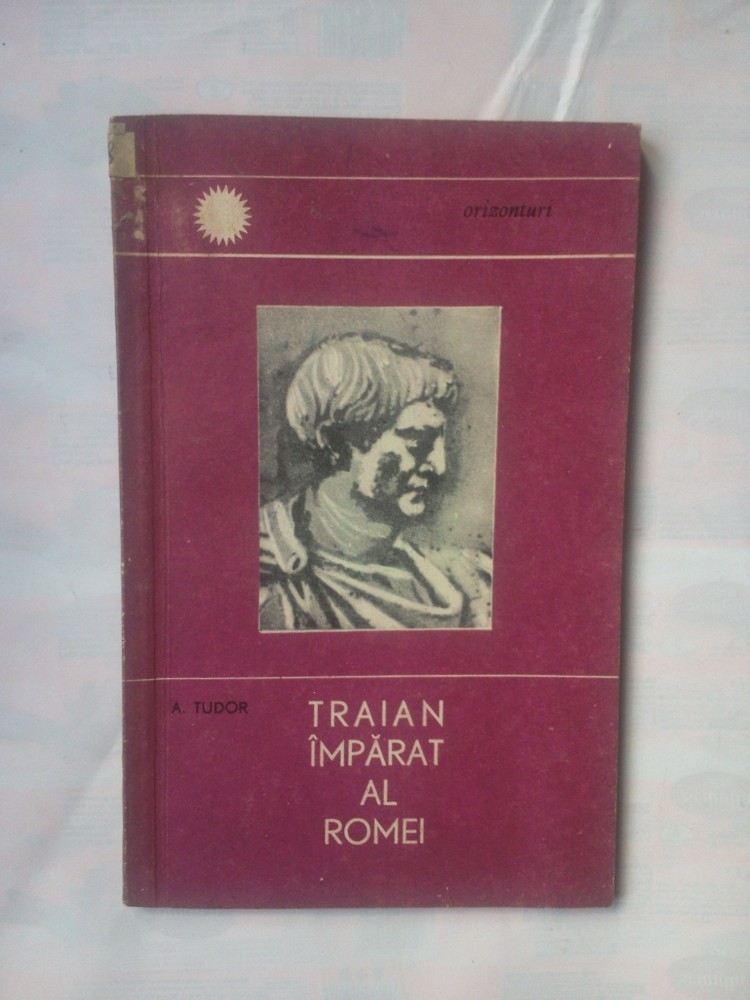 orizonturi
A. TUDOR
TRAIAN
ÎMPĂRAT
AL
ROMEI